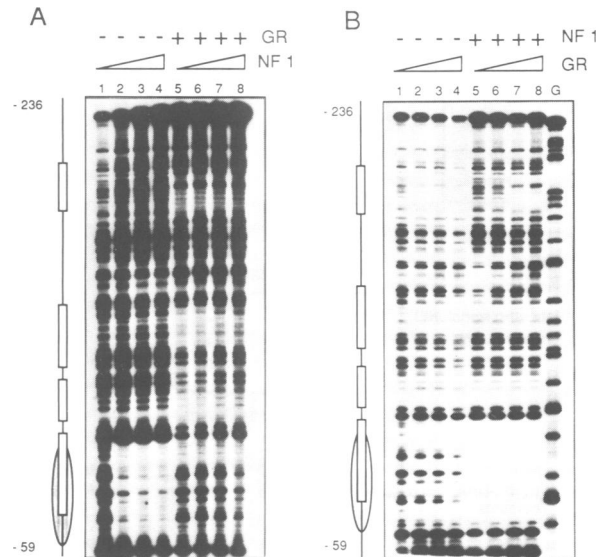 A
- - - - + + + + GR
NF 1
1 2 3 4 5 6 7 8
- 236
- 59
B
- - - - + + + + NF 1
GR
1 2 3 4 5 6 7 8 G
-236
- 59